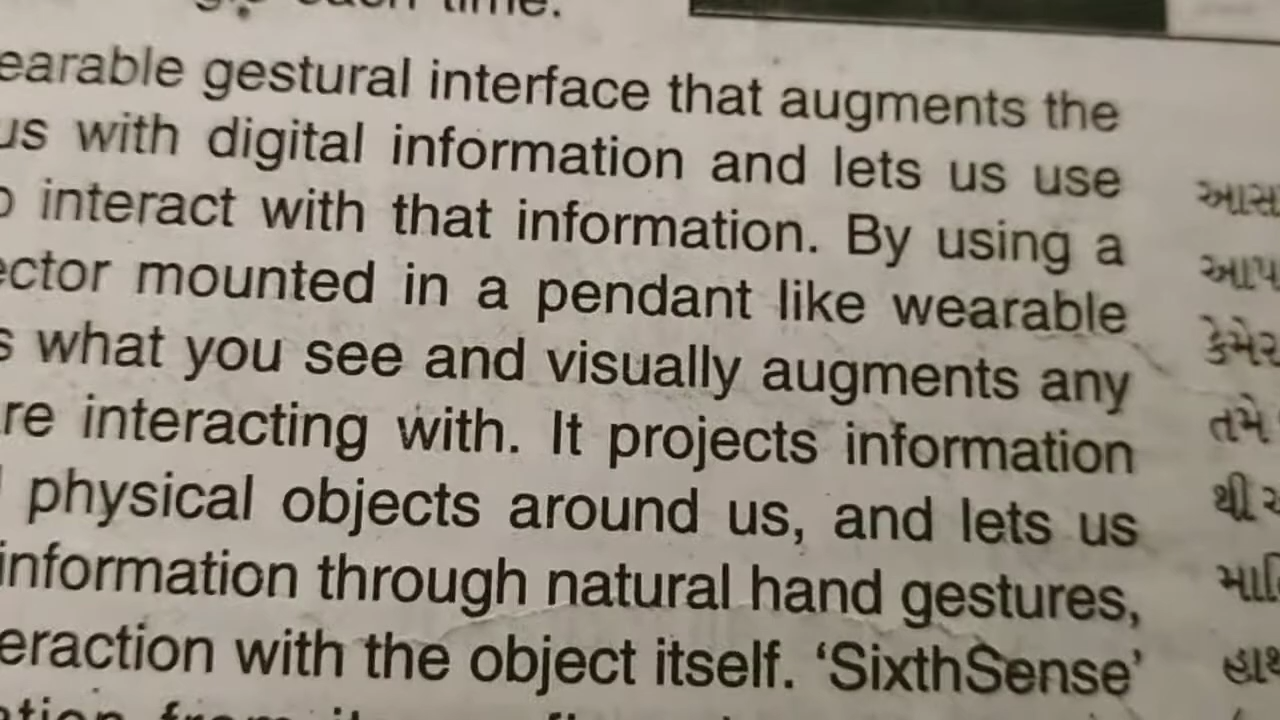 each time.
earable gestural interface that augments the
us with digital information and lets us use
interact with that information. By using a
ector mounted in a pendant like wearable
s what you see and visually augments any
re interacting with. It projects information
physical objects around us, and lets us
information through natural hand gestures,
eraction with the object itself. ‘SixthSense’
આસ
આપ
કેમેર
તમે
થી
માિ
હાથ